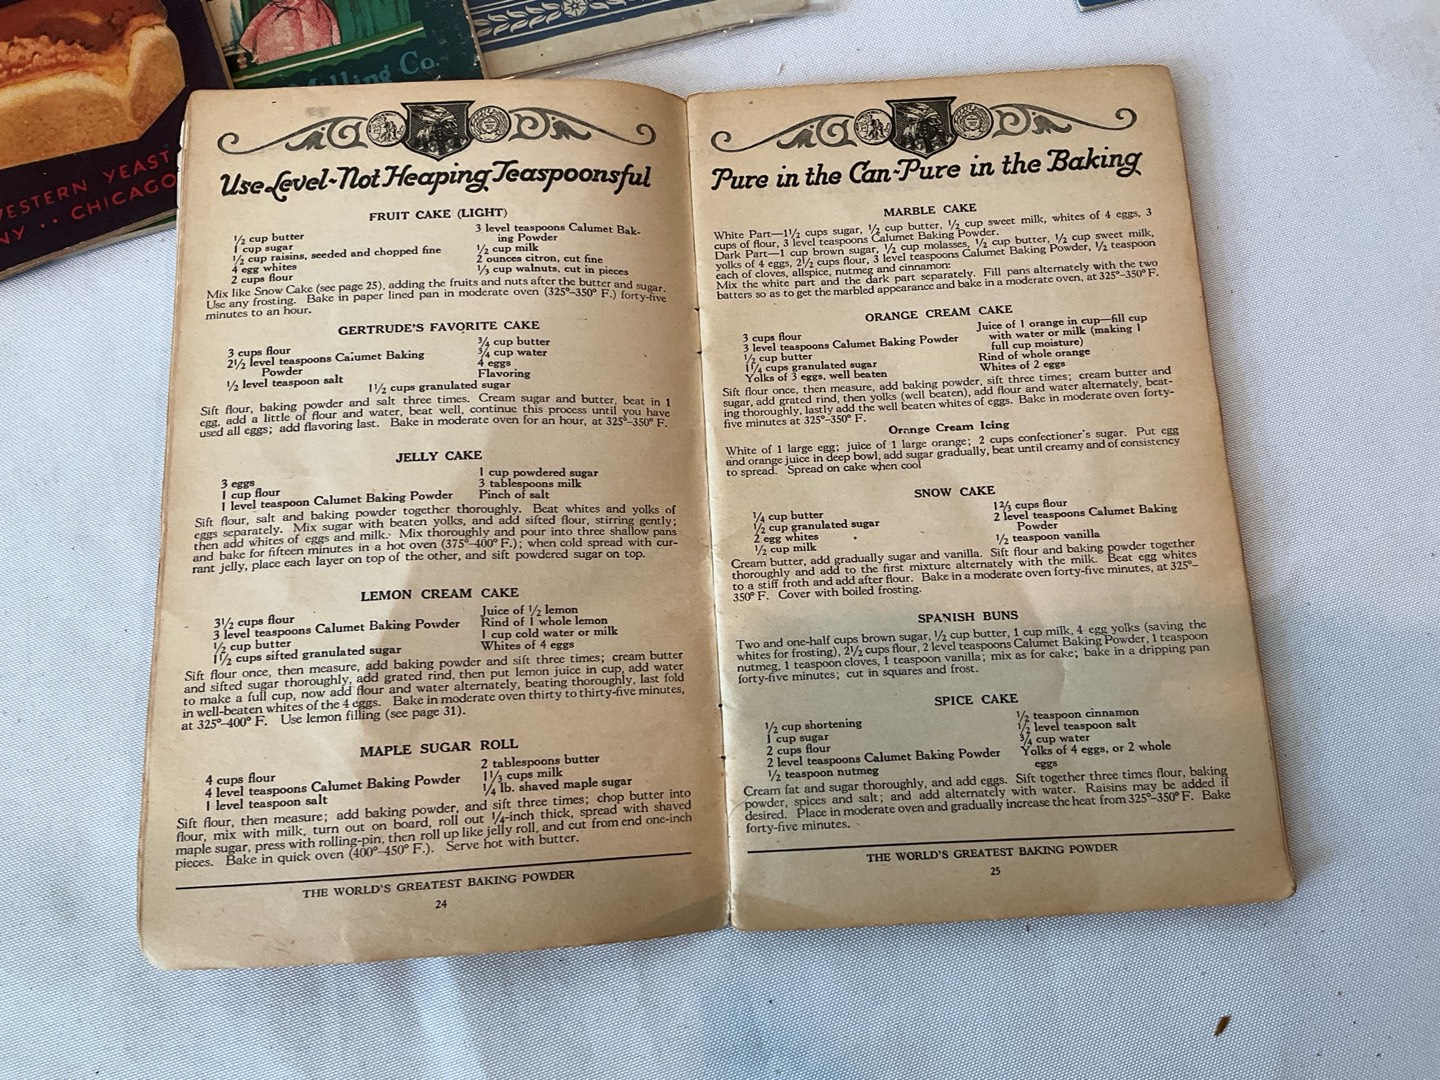 Milling Co.
WESTERN YEAST
CHICAGO
Use Level-Not Heaping Teaspoonsful
FRUIT CAKE (LIGHT)
½ cup butter
1 cup sugar
½ cup raisins, seeded and chopped fine
4 egg whites
2 cups flour
3 level teaspoons Calumet Bak-
ing Powder
½ cup milk
2 ounces citron, cut fine
⅓ cup walnuts, cut in pieces
Mix like Snow Cake (see page 25), adding the fruits and nuts after the butter and sugar.
Use any frosting. Bake in paper lined pan in moderate oven (325°-350° F.) forty-five
minutes to an hour.
GERTRUDE'S FAVORITE CAKE
3 cups flour
2½ level teaspoons Calumet Baking
Powder
½ level teaspoon salt
¾ cup butter
¾ cup water
4 eggs
Flavoring
1½ cups granulated sugar
Sift flour, baking powder and salt three times. Cream sugar and butter, beat in 1
egg, add a little of flour and water, beat well, continue this process until you have
used all eggs; add flavoring last. Bake in moderate oven for an hour, at 325°-350° F.
JELLY CAKE
3 eggs
1 cup flour
1 level teaspoon Calumet Baking Powder
1 cup powdered sugar
3 tablespoons milk
Pinch of salt
Sift flour, salt and baking powder together thoroughly. Beat whites and yolks of
eggs separately. Mix sugar with beaten yolks, and add sifted flour, stirring gently;
then add whites of eggs and milk. Mix thoroughly and pour into three shallow pans
and bake for fifteen minutes in a hot oven (375°-400° F.); when cold spread with cur-
rant jelly, place each layer on top of the other, and sift powdered sugar on top.
LEMON CREAM CAKE
3½ cups flour
3 level teaspoons Calumet Baking Powder
½ cup butter
1½ cups sifted granulated sugar
Juice of ½ lemon
Rind of 1 whole lemon
1 cup cold water or milk
Whites of 4 eggs
Sift flour once, then measure, add baking powder and sift three times; cream butter
and sifted sugar thoroughly, add grated rind, then put lemon juice in cup, add water
to make a full cup, now add flour and water alternately, beating thoroughly, last fold
in well-beaten whites of the 4 eggs. Bake in moderate oven thirty to thirty-five minutes,
at 325°-400° F. Use lemon filling (see page 31).
MAPLE SUGAR ROLL
4 cups flour
4 level teaspoons Calumet Baking Powder
1 level teaspoon salt
2 tablespoons butter
1⅓ cups milk
¼ lb. shaved maple sugar
Sift flour, then measure; add baking powder, and sift three times; chop butter into
flour, mix with milk, turn out on board, roll out ¼-inch thick, spread with shaved
maple sugar, press with rolling-pin, then roll up like jelly roll, and cut from end one-inch
pieces. Bake in quick oven (400°-450° F.). Serve hot with butter.
THE WORLD'S GREATEST BAKING POWDER
24
Pure in the Can-Pure in the Baking
MARBLE CAKE
White Part—1½ cups sugar, ½ cup butter, ½ cup sweet milk, whites of 4 eggs, 3
cups of flour, 3 level teaspoons Calumet Baking Powder.
Dark Part—1 cup brown sugar, ½ cup molasses, ½ cup butter, ½ cup sweet milk,
yolks of 4 eggs, 2½ cups flour, 3 level teaspoons Calumet Baking Powder, ½ teaspoon
each of cloves, allspice, nutmeg and cinnamon:
Mix the white part and the dark part separately. Fill pans alternately with the two
batters so as to get the marbled appearance and bake in a moderate oven, at 325°-350° F.
ORANGE CREAM CAKE
3 cups flour
3 level teaspoons Calumet Baking Powder
½ cup butter
1¼ cups granulated sugar
Yolks of 3 eggs, well beaten
Juice of 1 orange in cup—fill cup
with water or milk (making 1
full cup moisture)
Rind of whole orange
Whites of 2 eggs
Sift flour once, then measure, add baking powder, sift three times; cream butter and
sugar, add grated rind, then yolks (well beaten), add flour and water alternately, beat-
ing thoroughly, lastly add the well beaten whites of eggs. Bake in moderate oven forty-
five minutes at 325°-350° F.
Orange Cream Icing
White of 1 large egg; juice of 1 large orange; 2 cups confectioner's sugar. Put egg
and orange juice in deep bowl, add sugar gradually, beat until creamy and of consistency
to spread. Spread on cake when cool
SNOW CAKE
¼ cup butter
½ cup granulated sugar
2 egg whites
½ cup milk
1⅔ cups flour
2 level teaspoons Calumet Baking
Powder
½ teaspoon vanilla
Cream butter, add gradually sugar and vanilla. Sift flour and baking powder together
thoroughly and add to the first mixture alternately with the milk. Beat egg whites
to a stiff froth and add after flour. Bake in a moderate oven forty-five minutes, at 325°-
350° F. Cover with boiled frosting.
SPANISH BUNS
Two and one-half cups brown sugar, ½ cup butter, 1 cup milk, 4 egg yolks (saving the
whites for frosting), 2½ cups flour, 2 level teaspoons Calumet Baking Powder, 1 teaspoon
nutmeg, 1 teaspoon cloves, 1 teaspoon vanilla; mix as for cake; bake in a dripping pan
forty-five minutes; cut in squares and frost.
SPICE CAKE
½ cup shortening
1 cup sugar
2 cups flour
2 level teaspoons Calumet Baking Powder
½ teaspoon nutmeg
½ teaspoon cinnamon
½ level teaspoon salt
¾ cup water
Yolks of 4 eggs, or 2 whole
eggs
Cream fat and sugar thoroughly, and add eggs. Sift together three times flour, baking
powder, spices and salt; and add alternately with water. Raisins may be added if
desired. Place in moderate oven and gradually increase the heat from 325°-350° F. Bake
forty-five minutes.
THE WORLD'S GREATEST BAKING POWDER
25